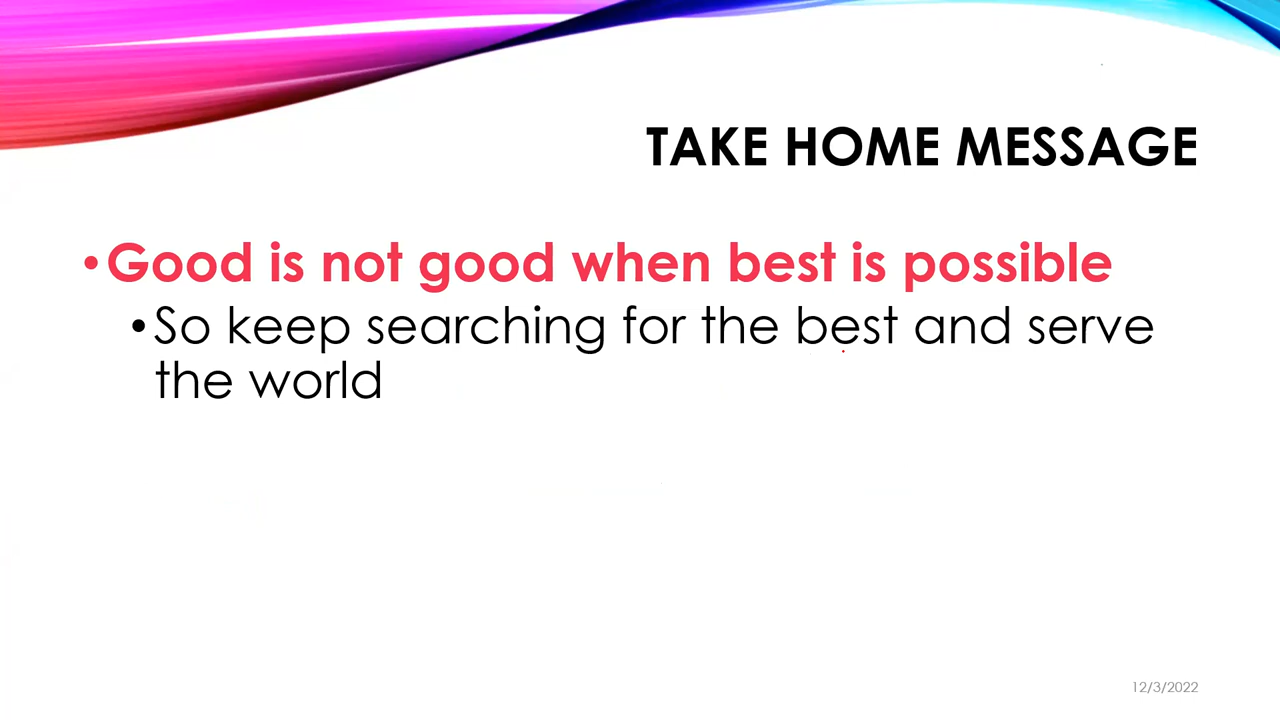 TAKE HOME MESSAGE
•Good is not good when best is possible
•So keep searching for the best and serve
the world
12/3/2022